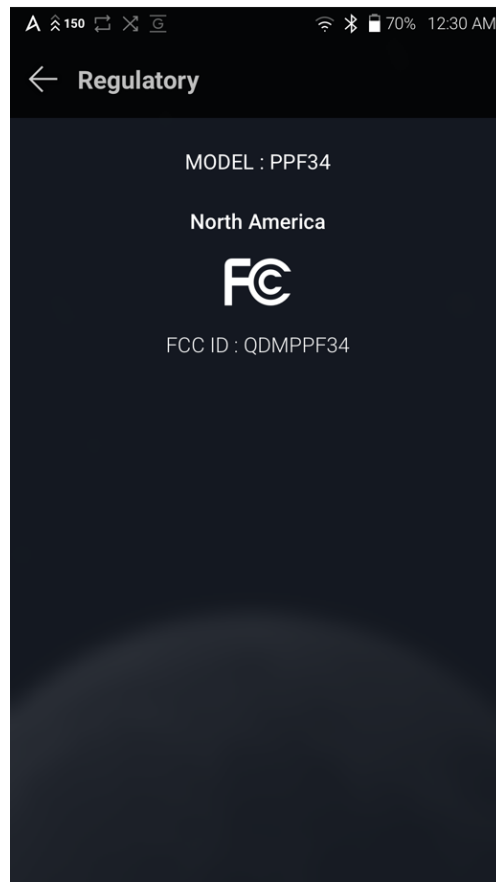 A 150 G 70% 12:30 AM
Regulatory
MODEL : PPF34
North America
FC
FCC ID : QDMPPF34